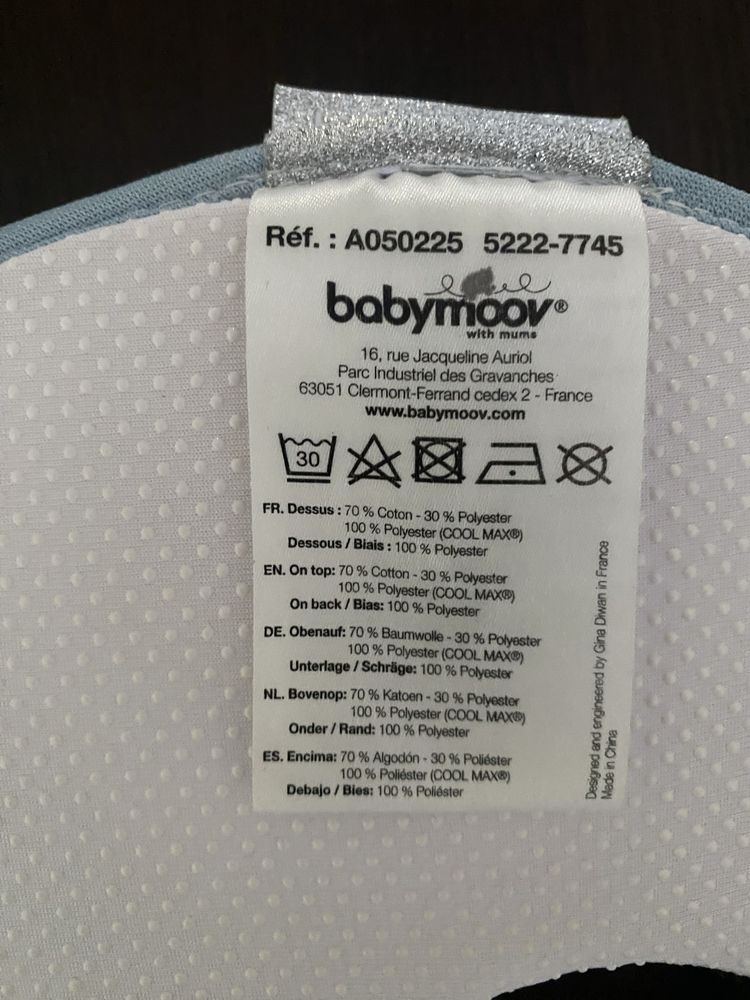 Réf. : A050225 5222-7745
babymoov®
with mums
16, rue Jacqueline Auriol
Parc Industriel des Gravanches
63051 Clermont-Ferrand cedex 2 - France
www.babymoov.com
30
FR. Dessus : 70 % Coton - 30 % Polyester
100 % Polyester (COOL MAX®)
Dessous / Biais : 100 % Polyester
EN. On top: 70 % Cotton - 30 % Polyester
100 % Polyester (COOL MAX®)
On back / Bias: 100 % Polyester
DE. Obenauf: 70 % Baumwolle - 30 % Polyester
100 % Polyester (COOL MAX®)
Unterlage / Schräge: 100 % Polyester
NL. Bovenop: 70 % Katoen - 30 % Polyester
100 % Polyester (COOL MAX®)
Onder / Rand: 100 % Polyester
ES. Encima: 70 % Algodón - 30 % Poliéster
100 % Poliéster (COOL MAX®)
Debajo / Bies: 100 % Poliéster
Designed and engineered by Gina Diwan in France
Made in China